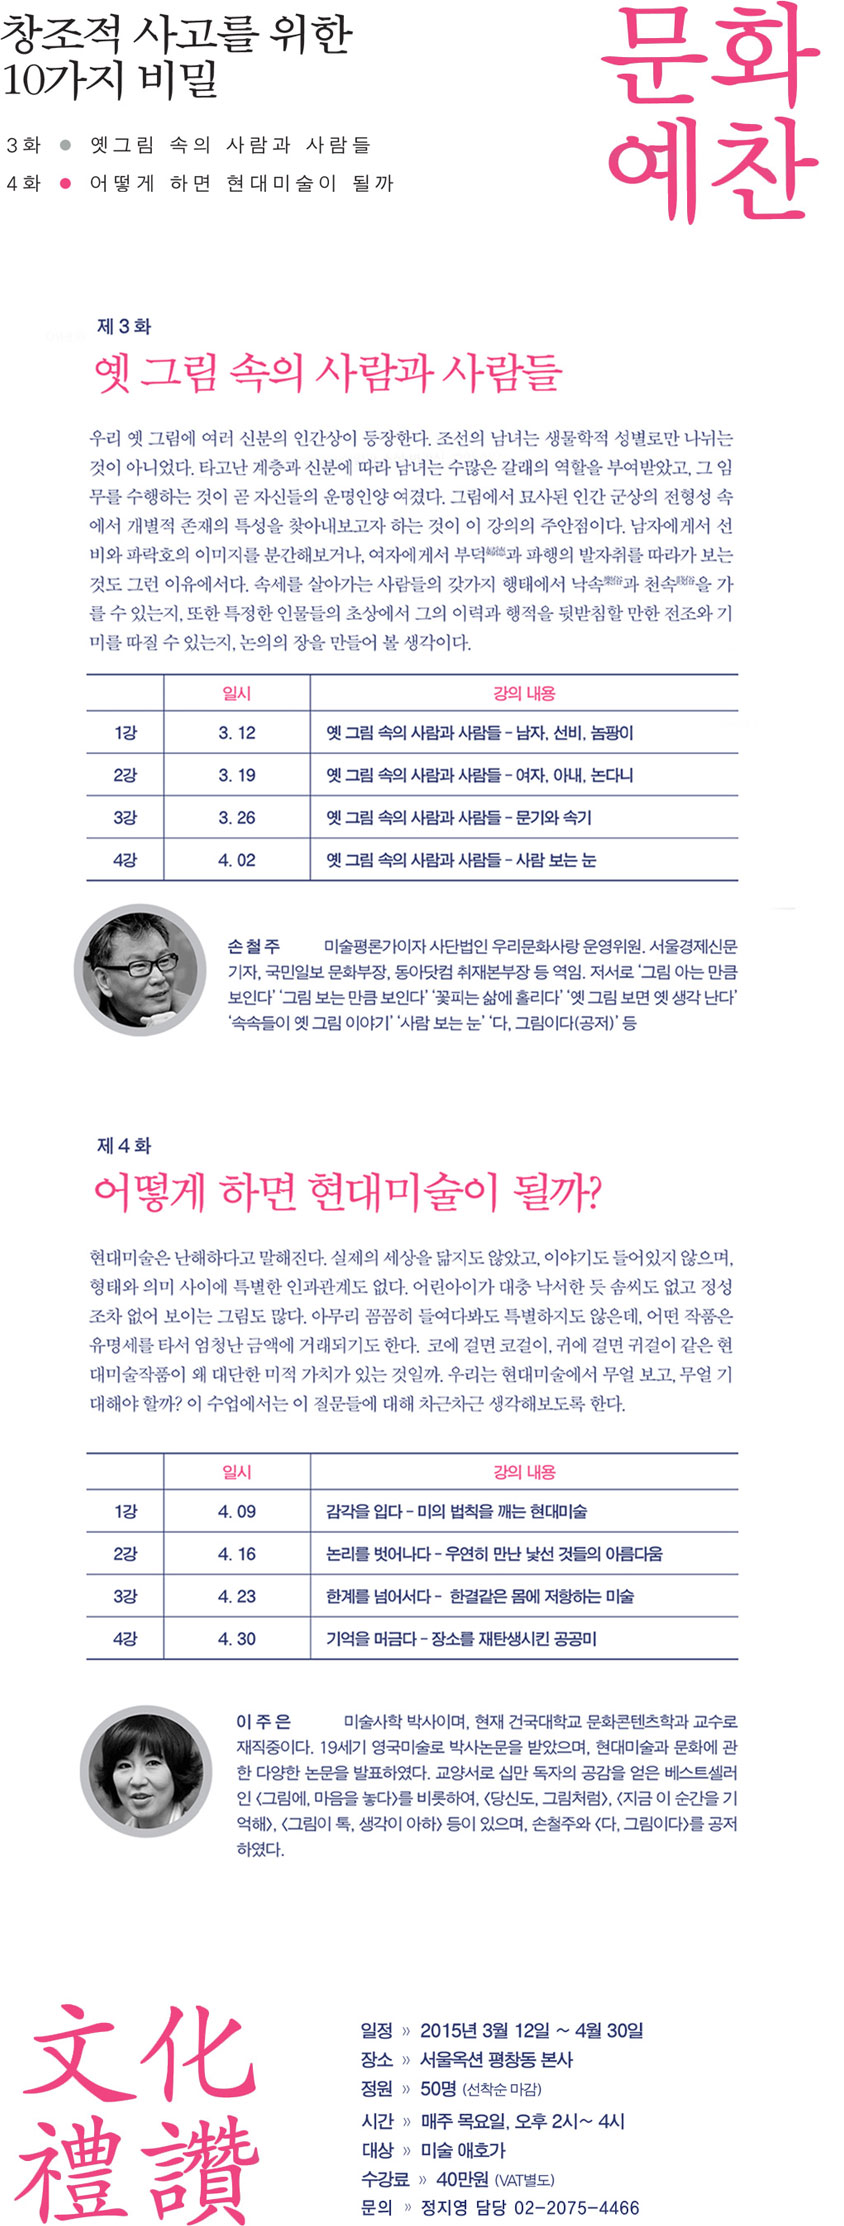 창조적 사고를 위한
10가지 비밀
문화
예찬
3화 ● 옛그림 속의 사람과 사람들
4화 ● 어떻게 하면 현대미술이 될까
제3화
옛 그림 속의 사람과 사람들
우리 옛 그림에 여러 신분의 인간상이 등장한다. 조선의 남녀는 생물학적 성별로만 나뉘는
것이 아니었다. 타고난 계층과 신분에 따라 남녀는 수많은 갈래의 역할을 부여받았고, 그 임
무를 수행하는 것이 곧 자신들의 운명인양 여겼다. 그림에서 묘사된 인간 군상의 전형성 속
에서 개별적 존재의 특성을 찾아내보고자 하는 것이 이 강의의 주안점이다. 남자에게서 선
비와 파락호의 이미지를 분간해보거나, 여자에게서 부덕婦德과 파행의 발자취를 따라가 보는
것도 그런 이유에서다. 속세를 살아가는 사람들의 갖가지 행태에서 낙속과 천속을 가
를 수 있는지, 또한 특정한 인물들의 초상에서 그의 이력과 행적을 뒷받침할 만한 전조와 기
미를 따질 수 있는지, 논의의 장을 만들어 볼 생각이다.
일시 강의 내용
1강 3. 12 옛 그림 속의 사람과 사람들 – 남자, 선비, 놈팡이
2강 3. 19 옛 그림 속의 사람과 사람들 – 여자, 아내, 논다니
3강 3. 26 옛 그림 속의 사람과 사람들 – 문기와 속기
4강 4. 02 옛 그림 속의 사람과 사람들 – 사람 보는 눈
손철주 미술평론가이자 사단법인 우리문화사랑 운영위원. 서울경제신문
기자, 국민일보 문화부장, 동아닷컴 취재본부장 등 역임. 저서로 ‘그림 아는 만큼
보인다’ ‘그림 보는 만큼 보인다’ ‘꽃피는 삶에 홀리다’ ‘옛 그림 보면 옛 생각 난다’
‘속속들이 옛 그림 이야기’ ‘사람 보는 눈’ ‘다, 그림이다(공저)’ 등
제4화
어떻게 하면 현대미술이 될까?
현대미술은 난해하다고 말해진다. 실제의 세상을 닮지도 않았고, 이야기도 들어있지 않으며,
형태와 의미 사이에 특별한 인과관계도 없다. 어린아이가 대충 낙서한 듯 솜씨도 없고 정성
조차 없어 보이는 그림도 많다. 아무리 꼼꼼히 들여다봐도 특별하지도 않은데, 어떤 작품은
유명세를 타서 엄청난 금액에 거래되기도 한다. 코에 걸면 코걸이, 귀에 걸면 귀걸이 같은 현
대미술작품이 왜 대단한 미적 가치가 있는 것일까. 우리는 현대미술에서 무얼 보고, 무얼 기
대해야 할까? 이 수업에서는 이 질문들에 대해 차근차근 생각해보도록 한다.
일시 강의 내용
1강 4. 09 감각을 입다 – 미의 법칙을 깨는 현대미술
2강 4. 16 논리를 벗어나다 – 우연히 만난 낯선 것들의 아름다움
3강 4. 23 한계를 넘어서다 – 한결같은 몸에 저항하는 미술
4강 4. 30 기억을 머금다 – 장소를 재탄생시킨 공공미
이주은 미술사학 박사이며, 현재 건국대학교 문화콘텐츠학과 교수로
재직중이다. 19세기 영국미술로 박사논문을 받았으며, 현대미술과 문화에 관
한 다양한 논문을 발표하였다. 교양서로 십만 독자의 공감을 얻은 베스트셀러
인 〈그림에, 마음을 놓다〉를 비롯하여, 〈당신도, 그림처럼〉, 〈지금 이 순간을 기
억해〉, 〈그림이 톡, 생각이 아하〉 등이 있으며, 손철주와 〈다, 그림이다〉를 공저
하였다.
文化
禮讚
일정 » 2015년 3월 12일 ~ 4월 30일
장소 » 서울옥션 평창동 본사
정원 » 50명 (선착순 마감)
시간 » 매주 목요일, 오후 2시~ 4시
대상 » 미술 애호가
수강료 » 40만원 (VAT별도)
문의 » 정지영 담당 02-2075-4466